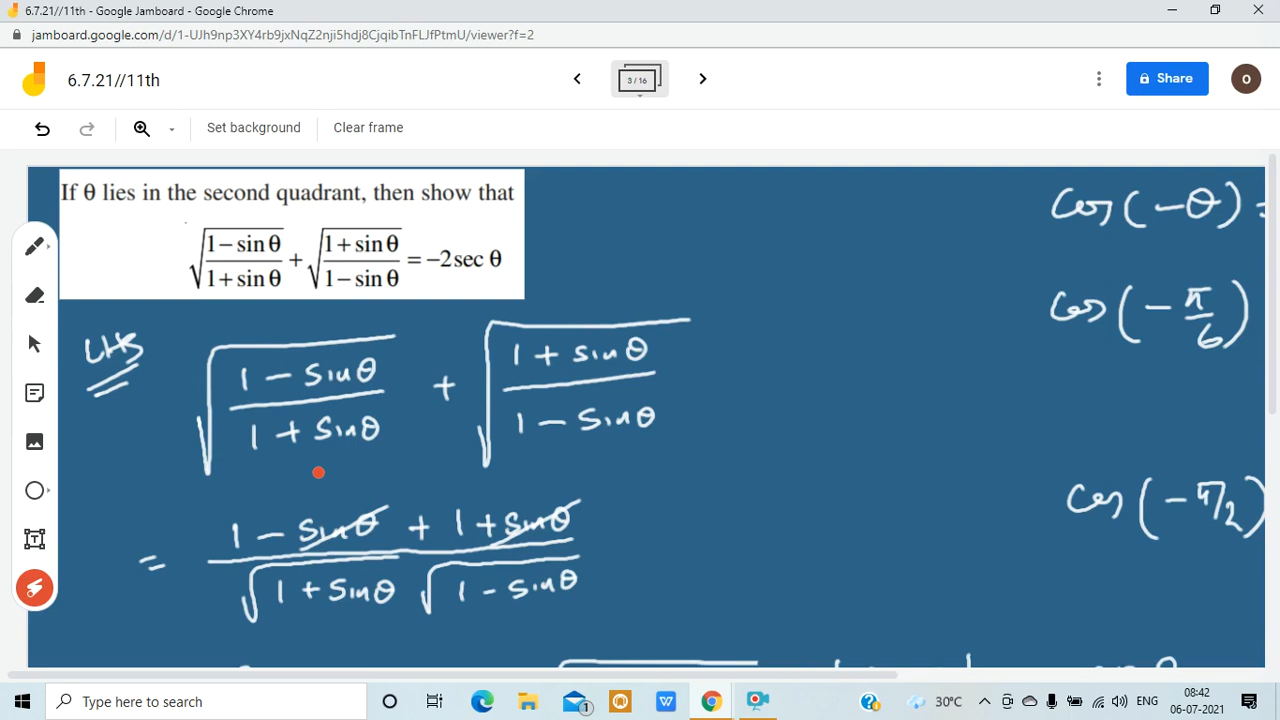 6.7.21//11th - Google Jamboard - Google Chrome
jamboard.google.com/d/1-UJh9np3XY4rb9jxNqZ2nji5hdj8CjqibTnFLJfPtmU/viewer?f=2
6.7.21//11th
3 / 16
Share
O
Set background
Clear frame
If θ lies in the second quadrant, then show that
√((1 − sin θ)/(1 + sin θ)) + √((1 + sin θ)/(1 − sin θ)) = −2 sec θ
cos(−θ) =
LHS
√((1 − sinθ)/(1 + sinθ)) + √((1 + sinθ)/(1 − sinθ))
cos(−π/6)
cos(−π/2)
= (1 − sinθ + 1 + sinθ)/(√(1 + sinθ) √(1 − sinθ))
Type here to search
1
30°C
ENG
08:42
06-07-2021